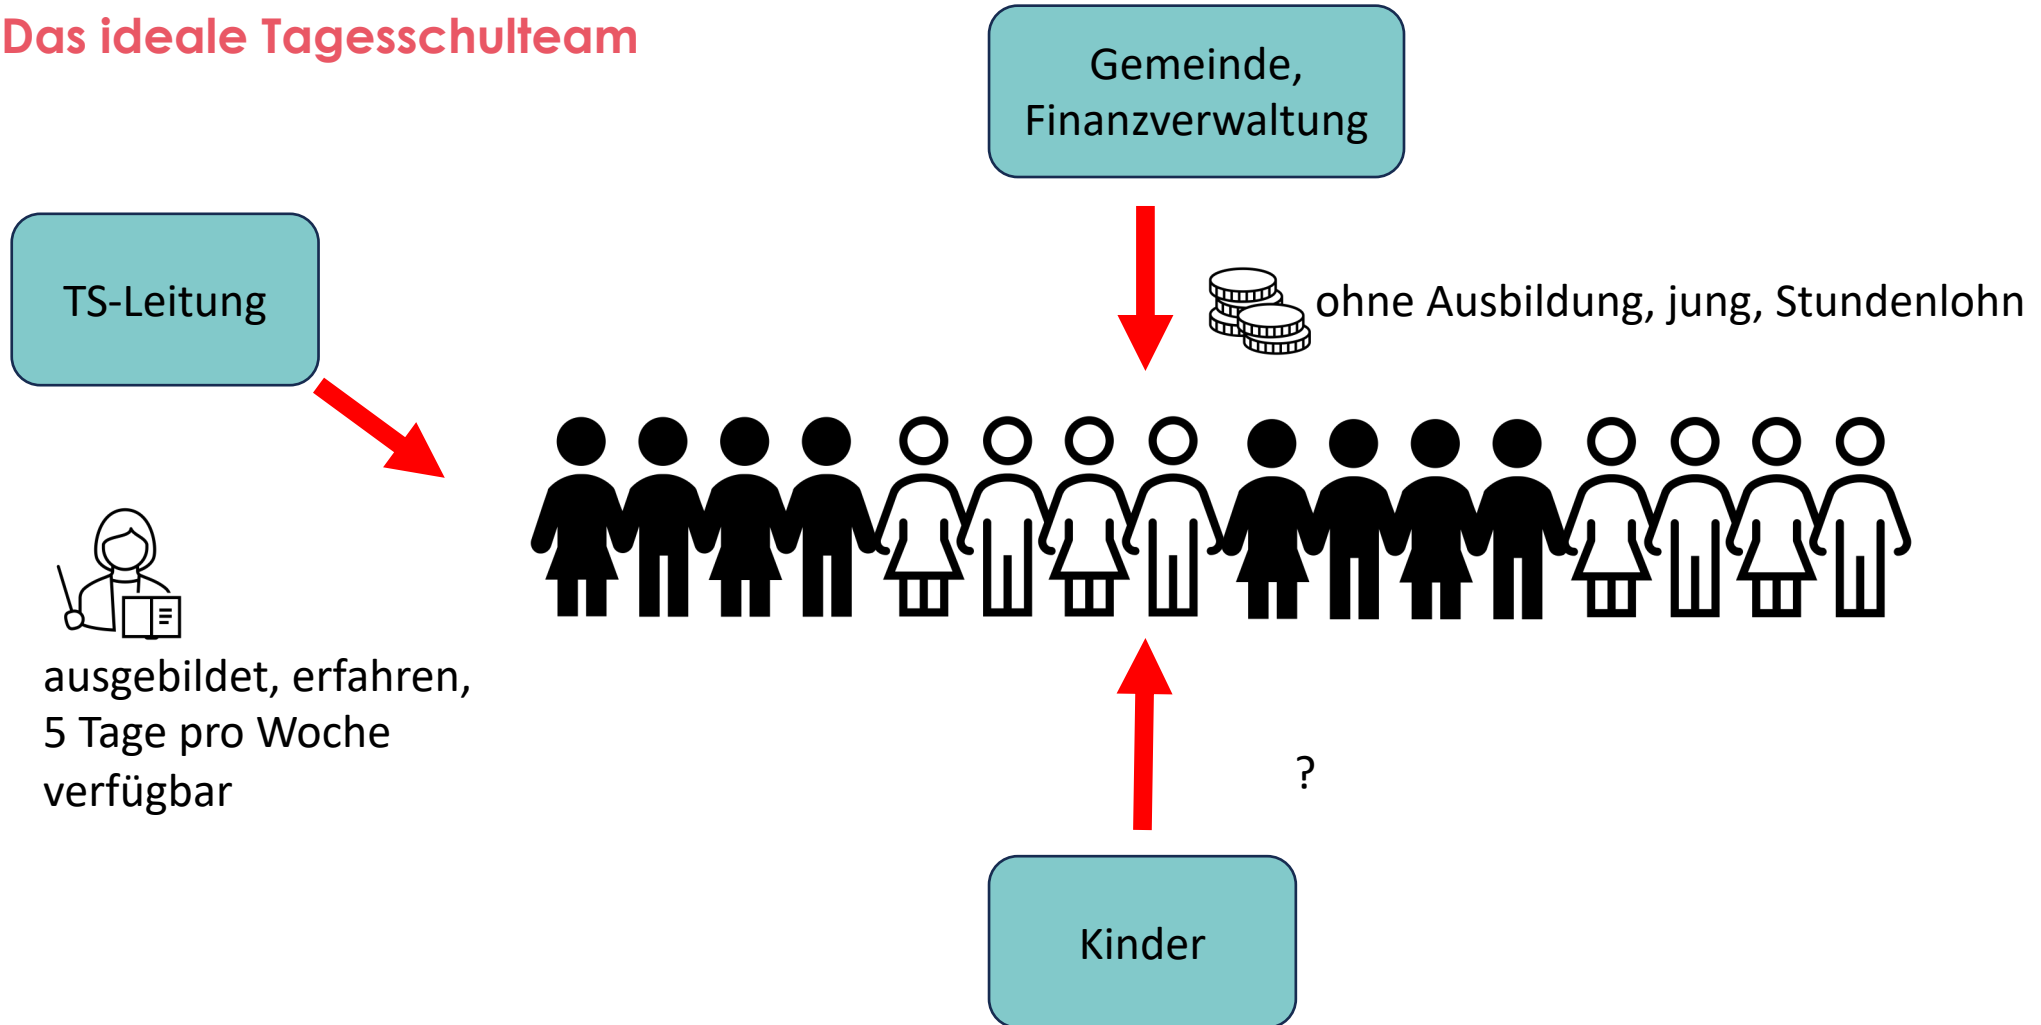 Das ideale Tagesschulteam
Gemeinde,
Finanzverwaltung
TS-Leitung
ohne Ausbildung, jung, Stundenlohn
ausgebildet, erfahren,
5 Tage pro Woche
verfügbar
?
Kinder